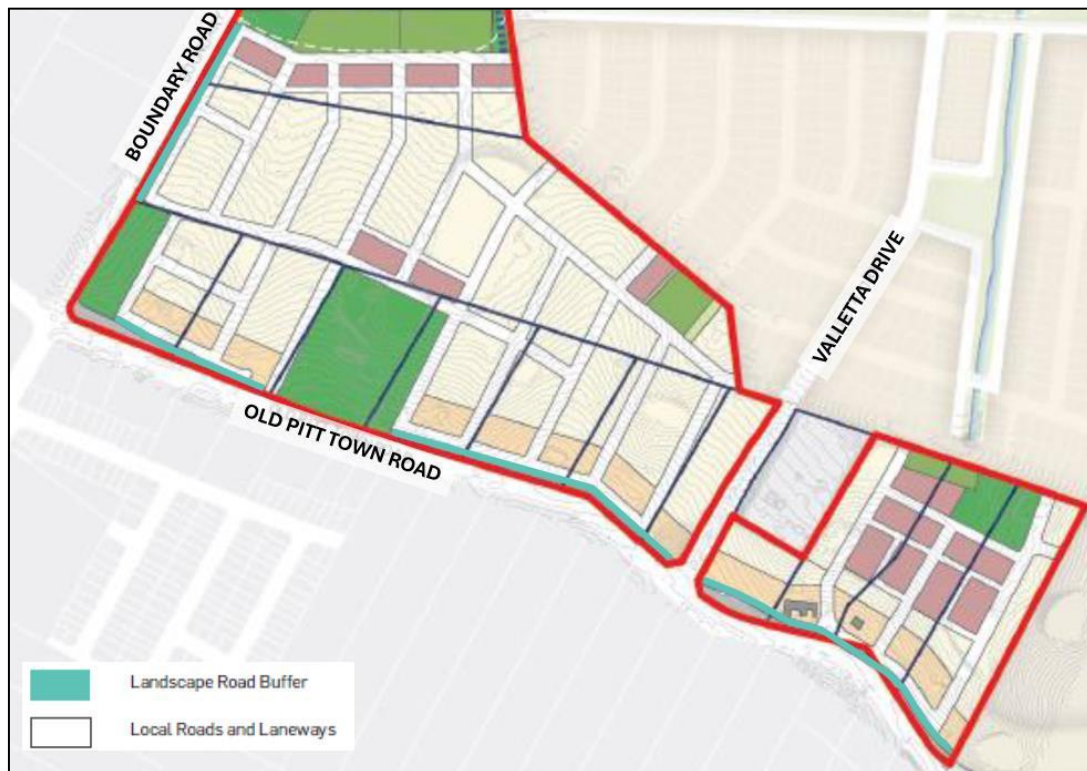 BOUNDARY ROAD
VALLETTA DRIVE
OLD PITT TOWN ROAD
Landscape Road Buffer
Local Roads and Laneways